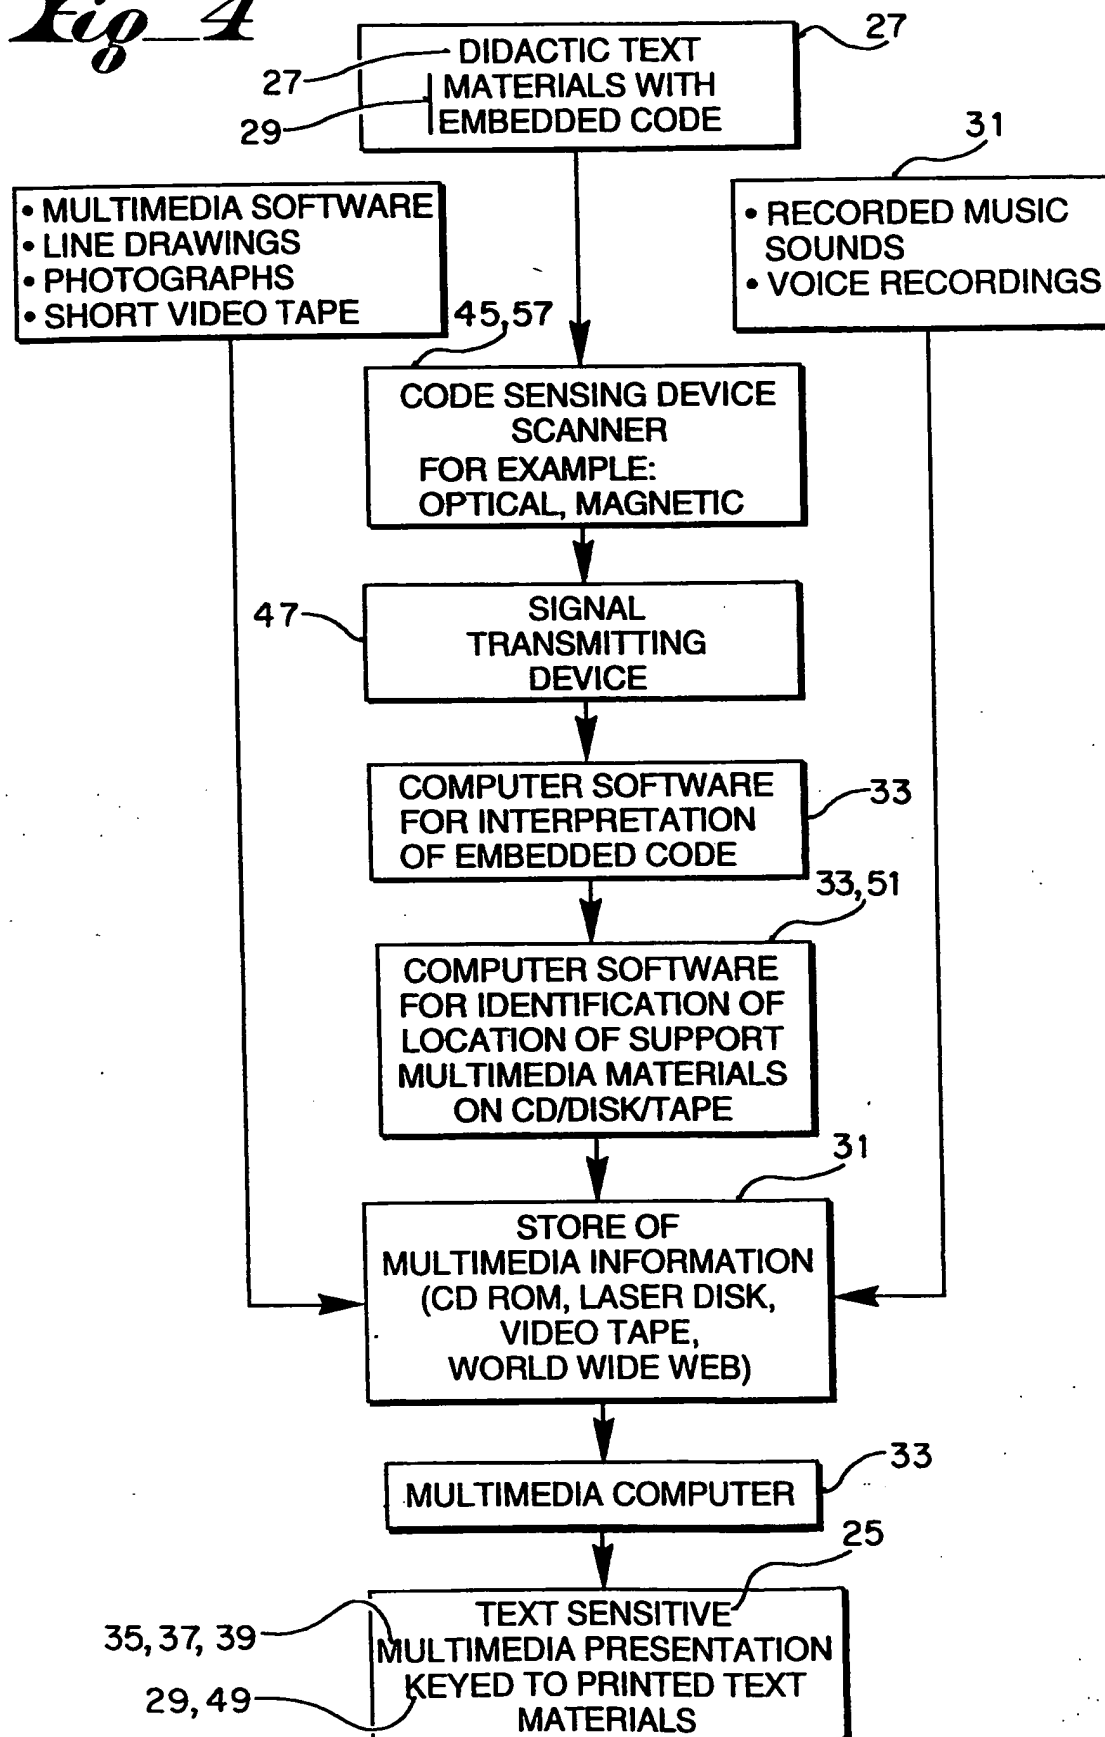 Fig_4
27
DIDACTIC TEXT
27
MATERIALS WITH
29
EMBEDDED CODE
31
• MULTIMEDIA SOFTWARE
• LINE DRAWINGS
• PHOTOGRAPHS
• SHORT VIDEO TAPE
• RECORDED MUSIC
SOUNDS
• VOICE RECORDINGS
45,57
CODE SENSING DEVICE
SCANNER
FOR EXAMPLE:
OPTICAL, MAGNETIC
47
SIGNAL
TRANSMITTING
DEVICE
COMPUTER SOFTWARE
FOR INTERPRETATION
OF EMBEDDED CODE
33
33,51
COMPUTER SOFTWARE
FOR IDENTIFICATION OF
LOCATION OF SUPPORT
MULTIMEDIA MATERIALS
ON CD/DISK/TAPE
31
STORE OF
MULTIMEDIA INFORMATION
(CD ROM, LASER DISK,
VIDEO TAPE,
WORLD WIDE WEB)
33
MULTIMEDIA COMPUTER
25
TEXT SENSITIVE
35, 37, 39
MULTIMEDIA PRESENTATION
KEYED TO PRINTED TEXT
29, 49
MATERIALS